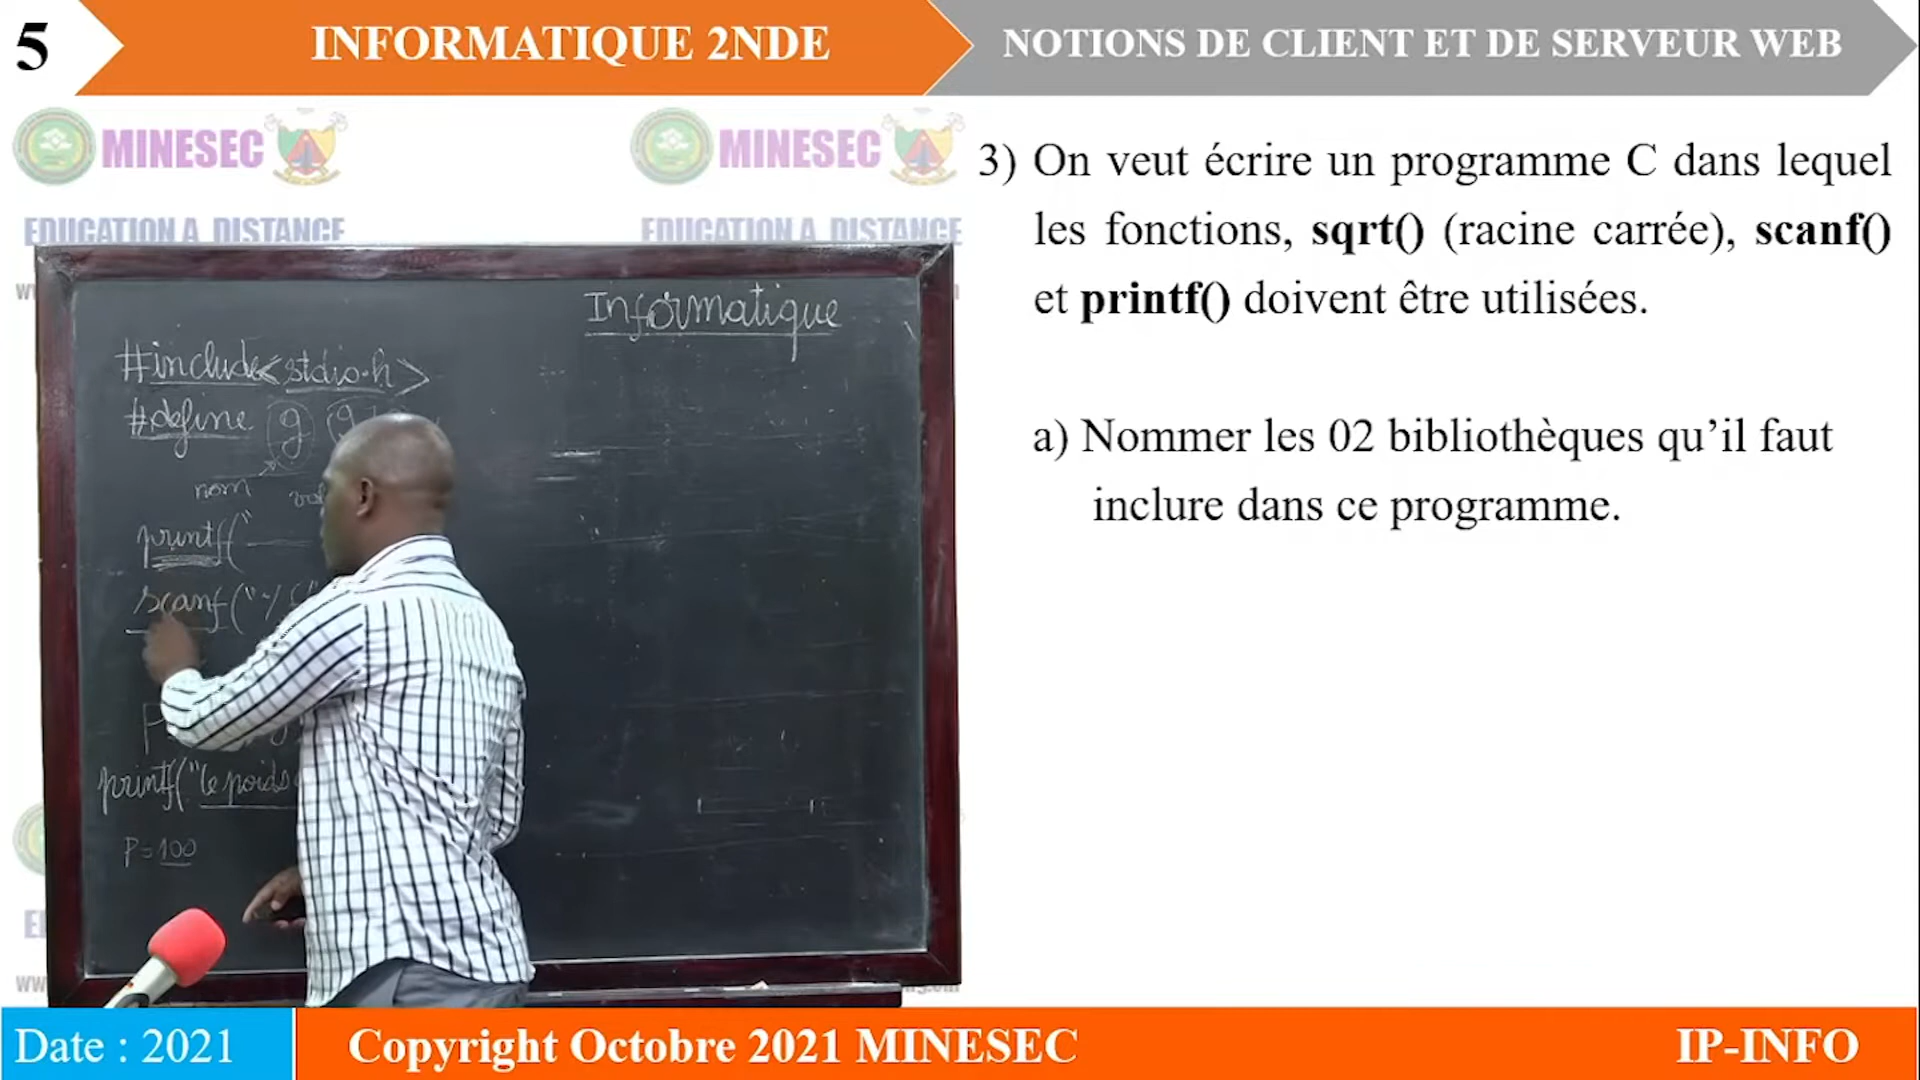 5
INFORMATIQUE 2NDE
NOTIONS DE CLIENT ET DE SERVEUR WEB
MINESEC
MINESEC
EDUCATION A DISTANCE
EDUCATION A DISTANCE
Informatique
#include<stdio.h>
#define g
nom
printf("
scanf("%
printf("le poids
P=100
3) On veut écrire un programme C dans lequel
les fonctions, sqrt() (racine carrée), scanf()
et printf() doivent être utilisées.
a) Nommer les 02 bibliothèques qu’il faut
inclure dans ce programme.
Date : 2021
Copyright Octobre 2021 MINESEC
IP-INFO